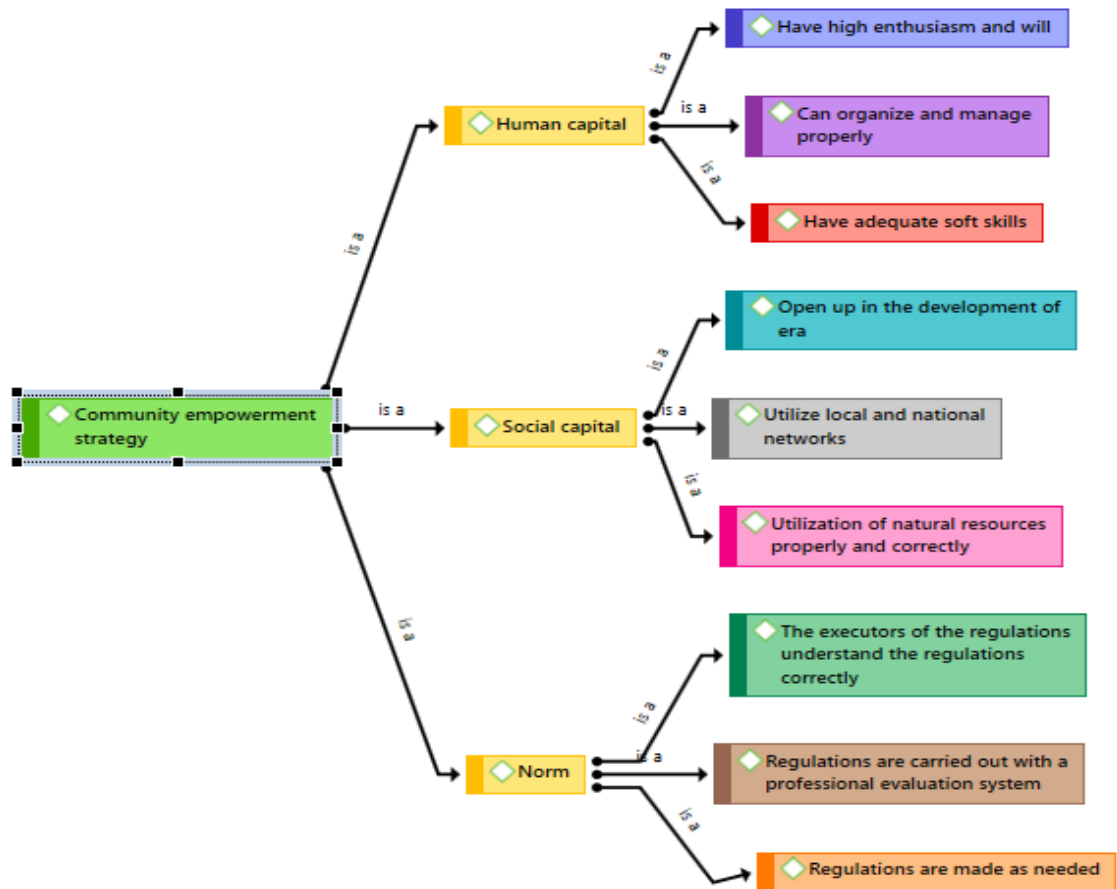 Have high enthusiasm and will
is a
is a
Human capital
Can organize and manage
properly
is a
Have adequate soft skills
is a
Open up in the development of
era
is a
Community empowerment
strategy
is a
Social capital
is a
Utilize local and national
networks
is a
Utilization of natural resources
properly and correctly
is a
The executors of the regulations
understand the regulations
correctly
is a
Norm
is a
Regulations are carried out with a
professional evaluation system
is a
Regulations are made as needed